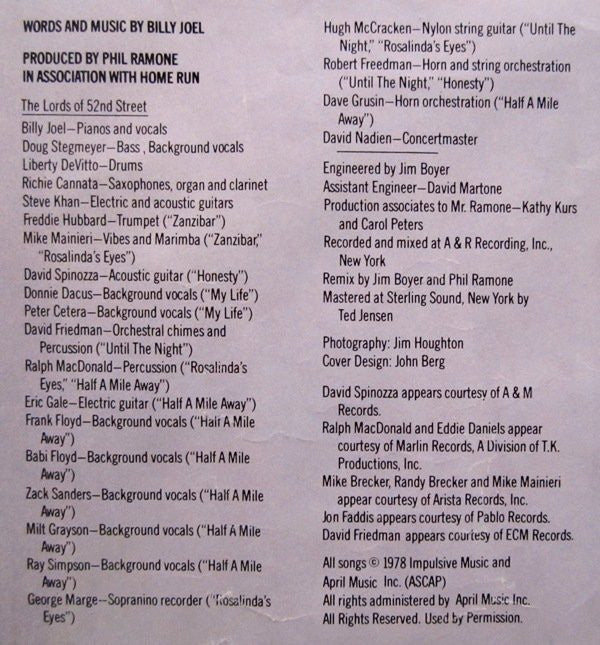 WORDS AND MUSIC BY BILLY JOEL
PRODUCED BY PHIL RAMONE
IN ASSOCIATION WITH HOME RUN
The Lords of 52nd Street
Billy Joel—Pianos and vocals
Doug Stegmeyer—Bass , Background vocals
Liberty DeVitto—Drums
Richie Cannata—Saxophones, organ and clarinet
Steve Khan—Electric and acoustic guitars
Freddie Hubbard—Trumpet ("Zanzibar")
Mike Mainieri—Vibes and Marimba ("Zanzibar,"
"Rosalinda's Eyes")
David Spinozza—Acoustic guitar ("Honesty")
Donnie Dacus—Background vocals ("My Life")
Peter Cetera—Background vocals ("My Life")
David Friedman—Orchestral chimes and
Percussion ("Until The Night")
Ralph MacDonald—Percussion ("Rosalinda's
Eyes," "Half A Mile Away")
Eric Gale—Electric guitar ("Half A Mile Away")
Frank Floyd—Background vocals ("Half A Mile
Away")
Babi Floyd—Background vocals ("Half A Mile
Away")
Zack Sanders—Background vocals ("Half A Mile
Away")
Milt Grayson—Background vocals ("Half A Mile
Away")
Ray Simpson—Background vocals ("Half A Mile
Away")
George Marge—Sopranino recorder ("Rosalinda's
Eyes")
Hugh McCracken—Nylon string guitar ("Until The
Night," "Rosalinda's Eyes")
Robert Freedman—Horn and string orchestration
("Until The Night," "Honesty")
Dave Grusin—Horn orchestration ("Half A Mile
Away")
David Nadien—Concertmaster
Engineered by Jim Boyer
Assistant Engineer—David Martone
Production associates to Mr. Ramone—Kathy Kurs
and Carol Peters
Recorded and mixed at A & R Recording, Inc.,
New York
Remix by Jim Boyer and Phil Ramone
Mastered at Sterling Sound, New York by
Ted Jensen
Photography: Jim Houghton
Cover Design: John Berg
David Spinozza appears courtesy of A & M
Records.
Ralph MacDonald and Eddie Daniels appear
courtesy of Marlin Records, A Division of T.K.
Productions, Inc.
Mike Brecker, Randy Brecker and Mike Mainieri
appear courtesy of Arista Records, Inc.
Jon Faddis appears courtesy of Pablo Records.
David Friedman appears courtesy of ECM Records.
All songs © 1978 Impulsive Music and
April Music Inc. (ASCAP)
All rights administered by April Music Inc.
All Rights Reserved. Used by Permission.